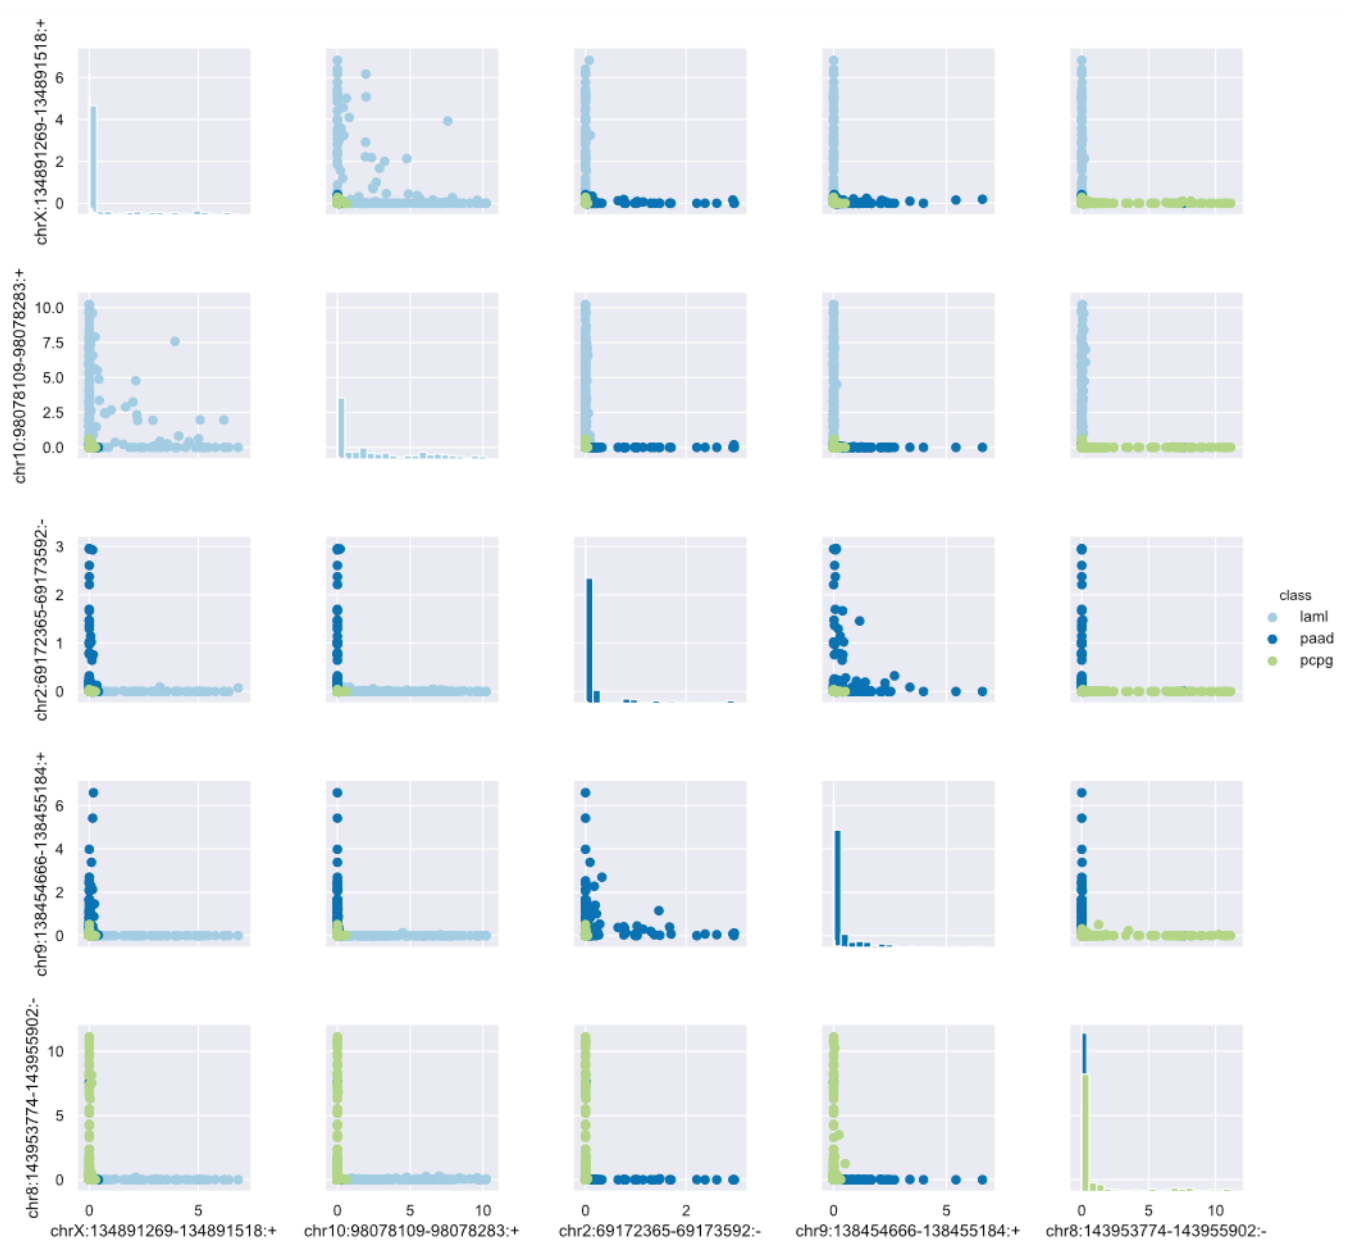 chrX:134891269-134891518:+
6
4
2
0
chr10:98078109-98078283:+
10.0
7.5
5.0
2.5
0.0
chr2:69172365-69173592:-
3
2
1
0
class
laml
paad
pcpg
chr9:138454666-138455184:+
6
4
2
0
chr8:143953774-143955902:-
10
5
0
0 5
0 5 10
0 2
0 5
0 5 10
chrX:134891269-134891518:+
chr10:98078109-98078283:+
chr2:69172365-69173592:-
chr9:138454666-138455184:+
chr8:143953774-143955902:-